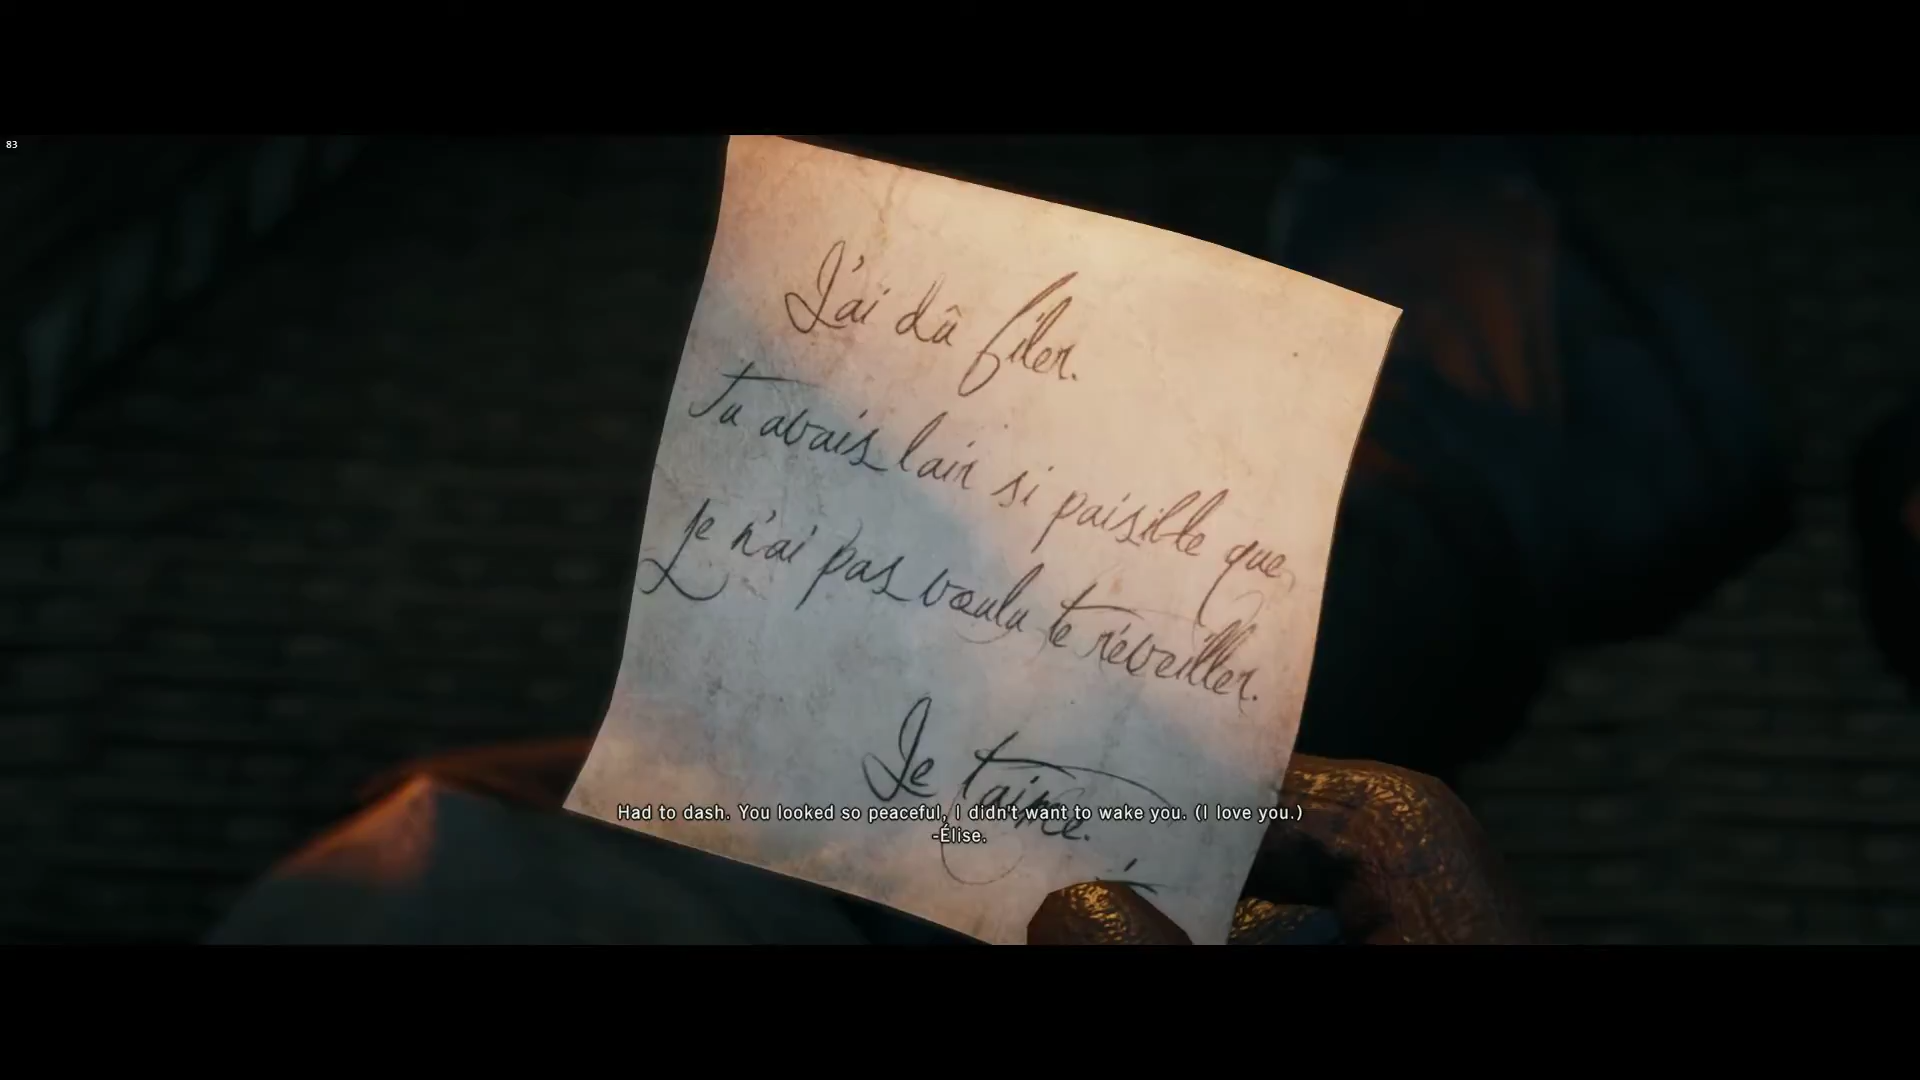 83
J'ai dû filer.
Tu avais l'air si paisible que
je n'ai pas voulu te réveiller.
Je t'aime.
Had to dash. You looked so peaceful, I didn't want to wake you. (I love you.)
-Élise.